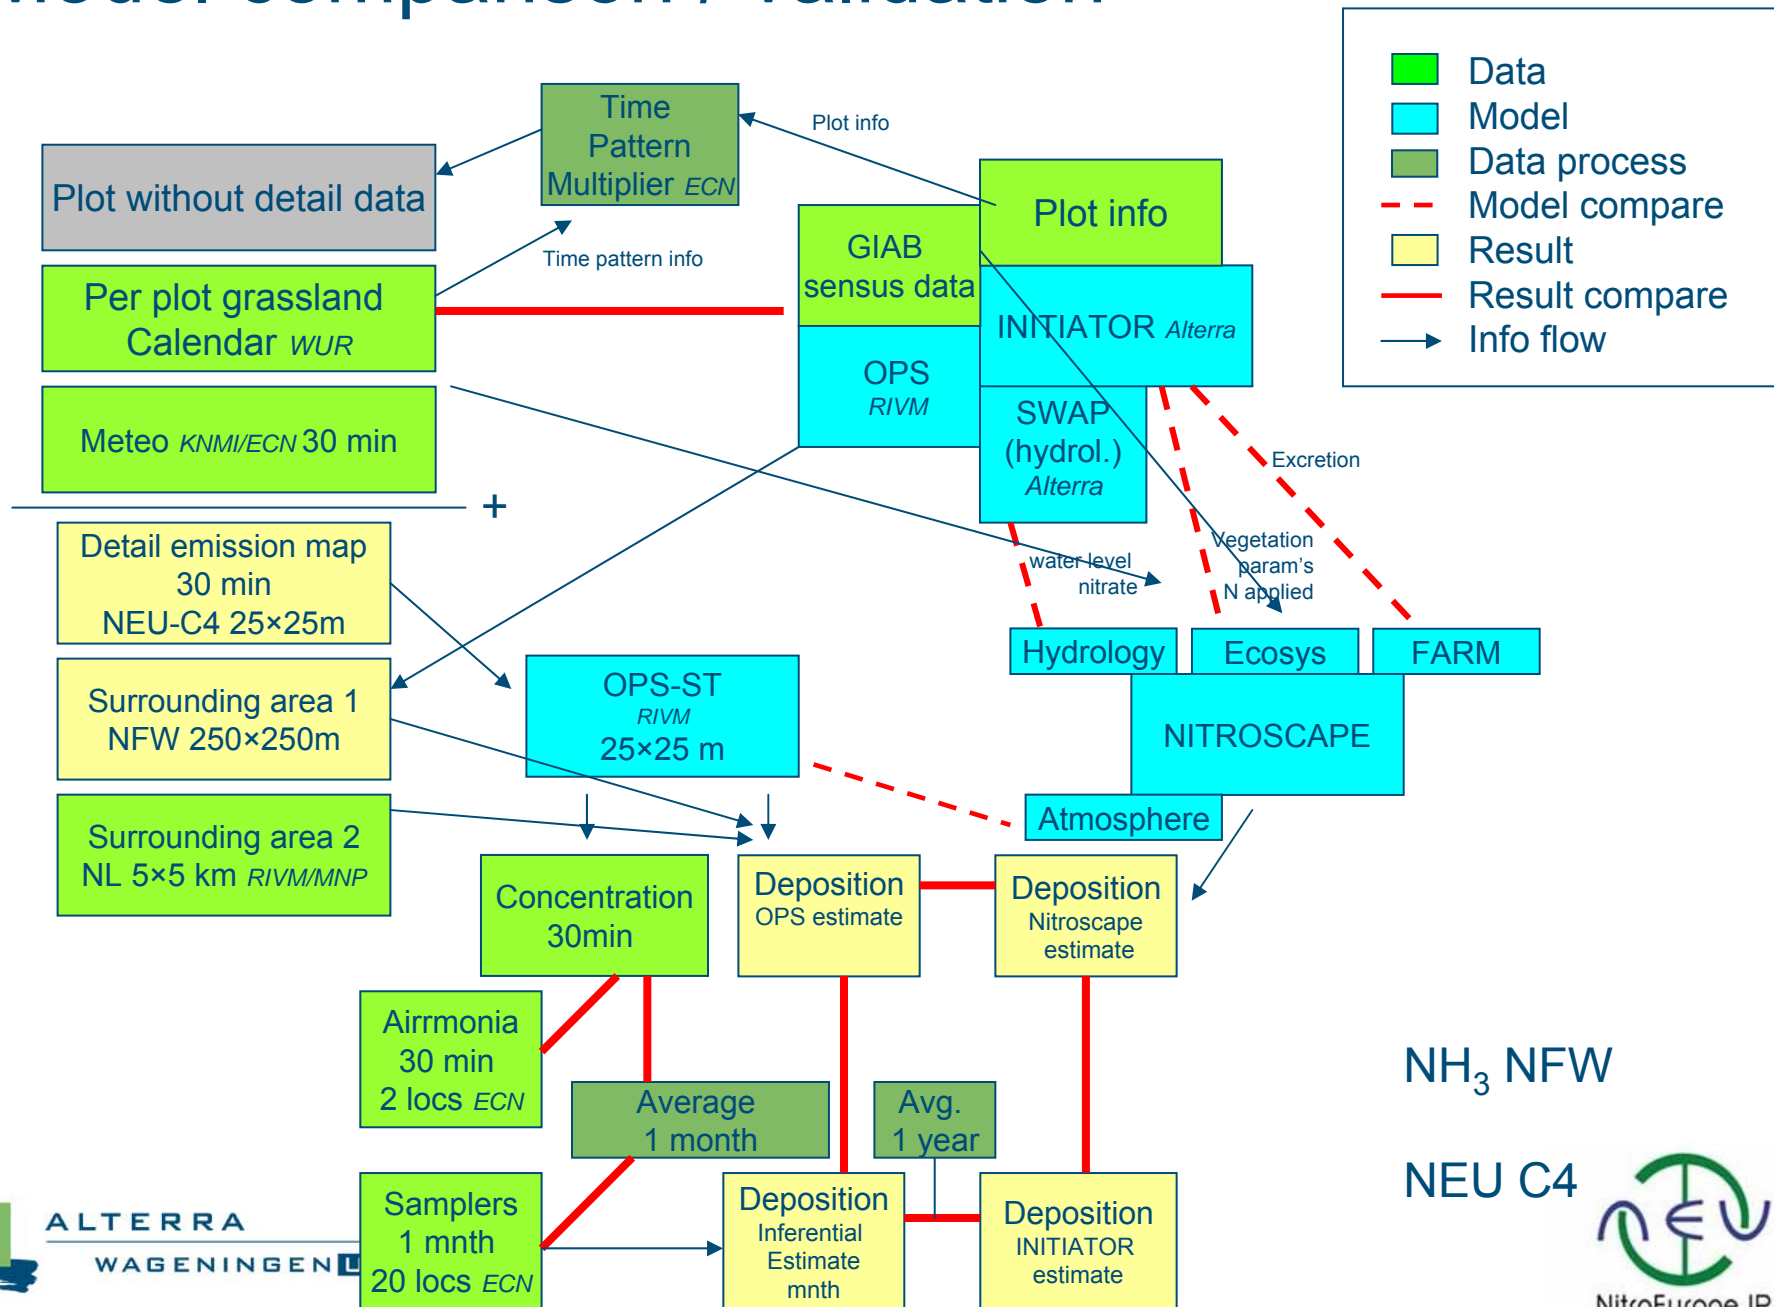 Model comparison / validation
Data
Model
Data process
Model compare
Result
Result compare
Info flow
Time
Pattern
Multiplier ECN
Plot info
Plot without detail data
Time pattern info
Per plot grassland
Calendar WUR
Meteo KNMI/ECN 30 min
+
Plot info
GIAB
sensus data
INITIATOR Alterra
OPS
RIVM
SWAP
(hydrol.)
Alterra
Excretion
Vegetation
param's
N applied
water level
nitrate
Detail emission map
30 min
NEU-C4 25×25m
Surrounding area 1
NFW 250×250m
Surrounding area 2
NL 5×5 km RIVM/MNP
OPS-ST
RIVM
25×25 m
Hydrology
Ecosys
FARM
NITROSCAPE
Atmosphere
Concentration
30min
Deposition
OPS estimate
Deposition
Nitroscape
estimate
Airrmonia
30 min
2 locs ECN
Average
1 month
Avg.
1 year
Samplers
1 mnth
20 locs ECN
Deposition
Inferential
Estimate
mnth
Deposition
INITIATOR
estimate
NH₃ NFW
NEU C4
ALTERRA
WAGENINGEN U
NEU
NitroEurope IP